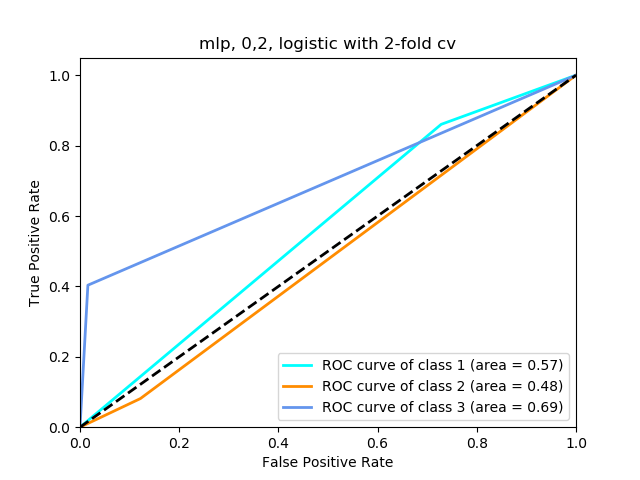 mlp, 0,2, logistic with 2-fold cv
True Positive Rate
1.0
0.8
0.6
0.4
0.2
0.0
ROC curve of class 1 (area = 0.57)
ROC curve of class 2 (area = 0.48)
ROC curve of class 3 (area = 0.69)
0.0 0.2 0.4 0.6 0.8 1.0
False Positive Rate